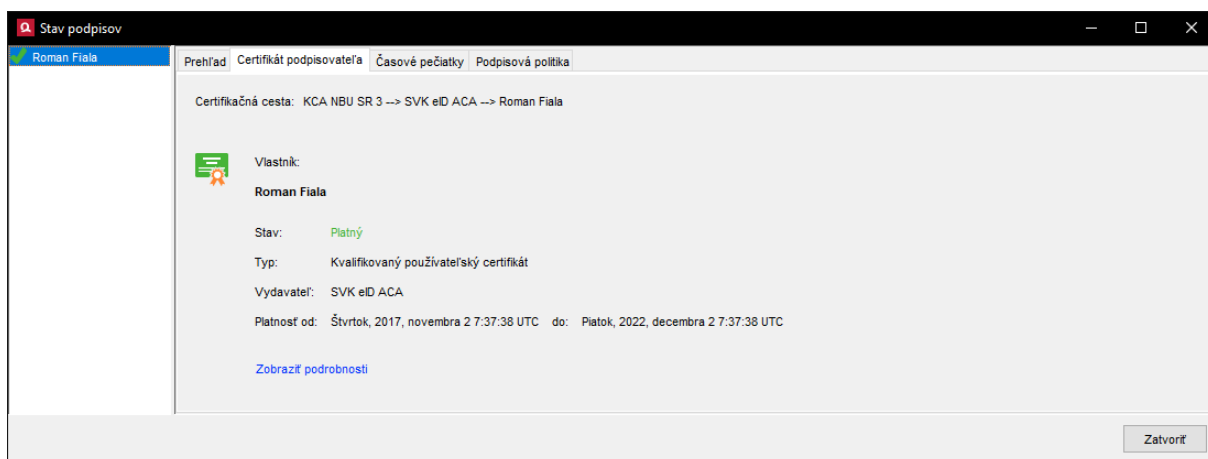 Stav podpisov
Roman Fiala
Prehľad Certifikát podpisovateľa Časové pečiatky Podpisová politika
Certifikačná cesta: KCA NBU SR 3 --> SVK eID ACA --> Roman Fiala
Vlastník:
Roman Fiala
Stav: Platný
Typ: Kvalifikovaný používateľský certifikát
Vydavateľ: SVK eID ACA
Platnosť od: Štvrtok, 2017, novembra 2 7:37:38 UTC do: Piatok, 2022, decembra 2 7:37:38 UTC
Zobraziť podrobnosti
Zatvoriť